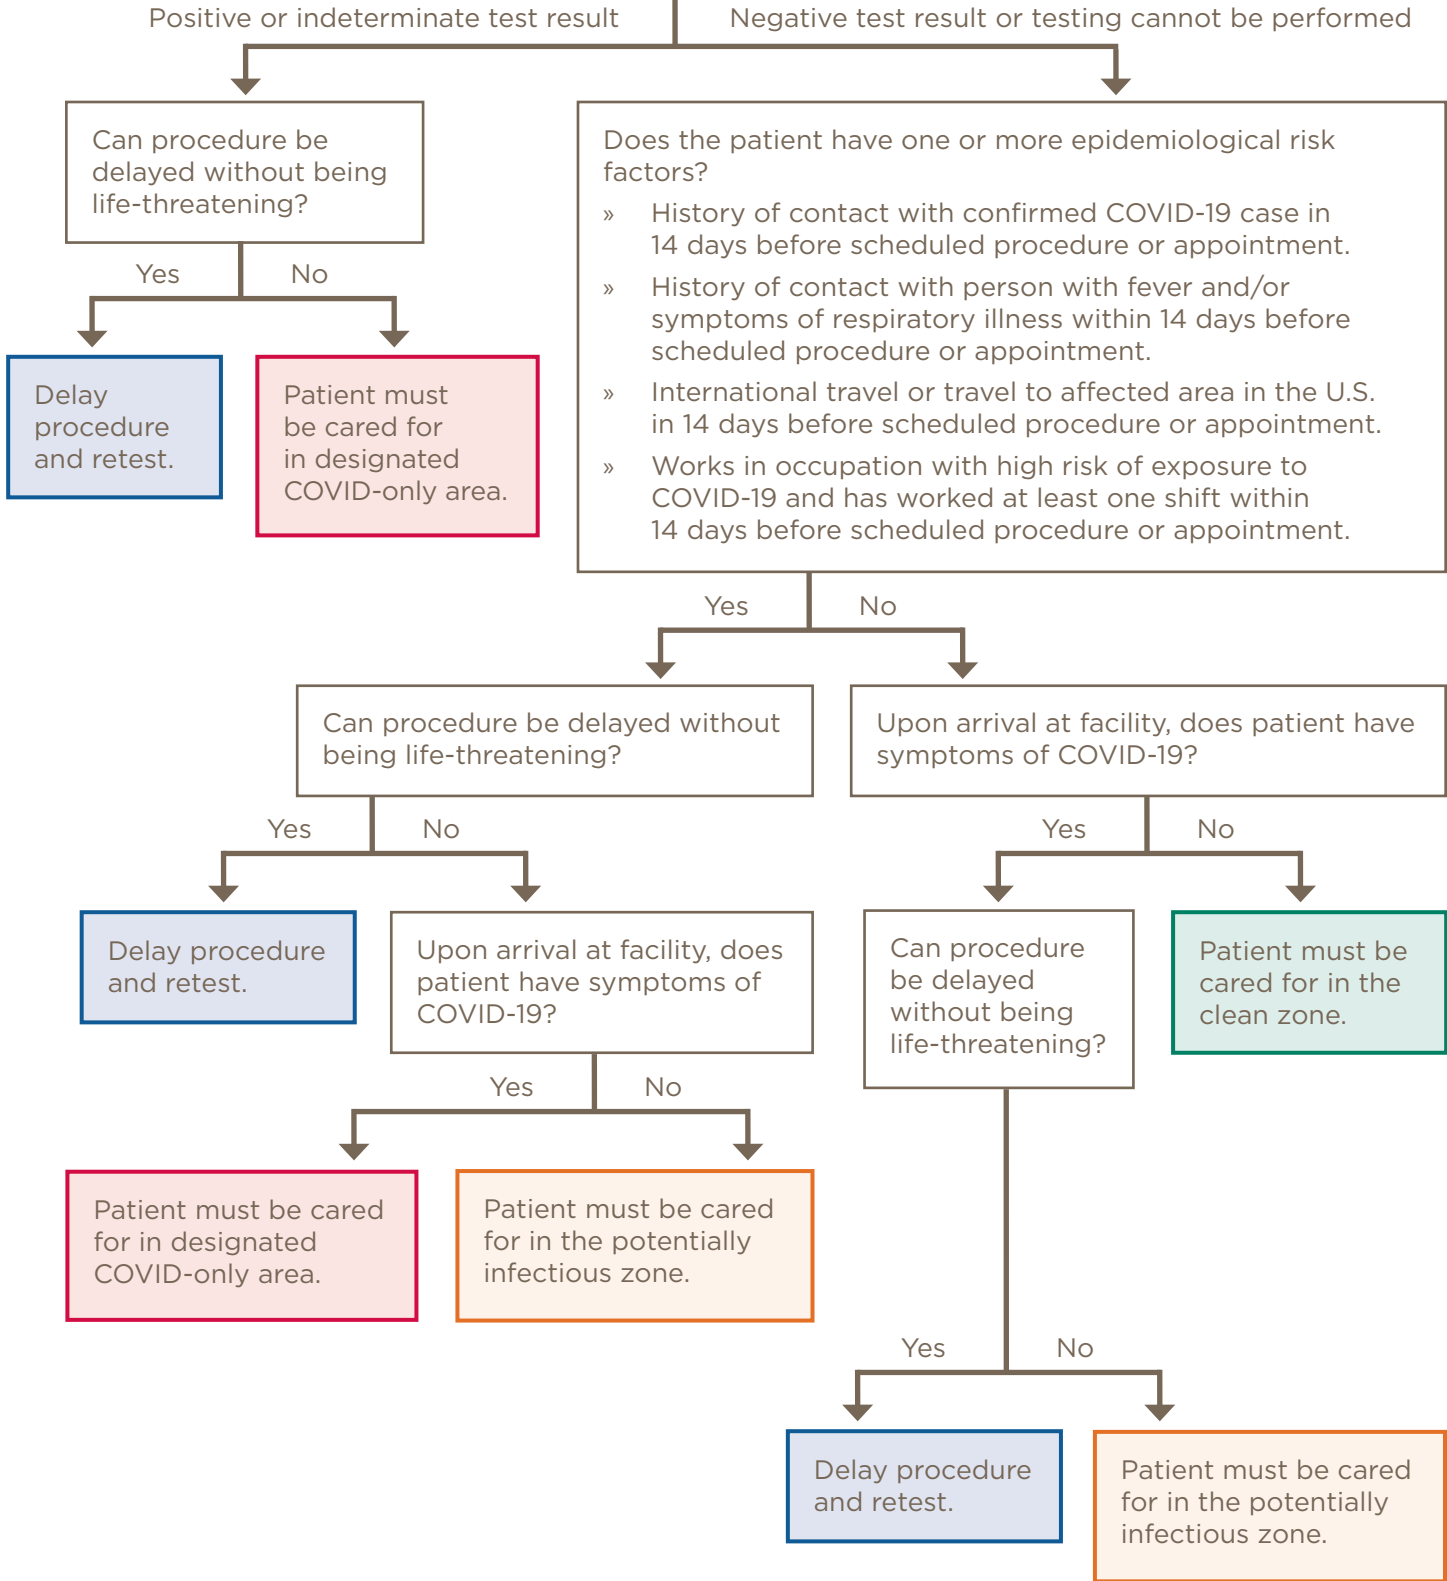 Positive or indeterminate test result
Negative test result or testing cannot be performed
Can procedure be
delayed without being
life-threatening?
Does the patient have one or more epidemiological risk
factors?
» History of contact with confirmed COVID-19 case in
14 days before scheduled procedure or appointment.
» History of contact with person with fever and/or
symptoms of respiratory illness within 14 days before
scheduled procedure or appointment.
» International travel or travel to affected area in the U.S.
in 14 days before scheduled procedure or appointment.
» Works in occupation with high risk of exposure to
COVID-19 and has worked at least one shift within
14 days before scheduled procedure or appointment.
Yes
No
Delay
procedure
and retest.
Patient must
be cared for
in designated
COVID-only area.
Yes
No
Can procedure be delayed without
being life-threatening?
Upon arrival at facility, does patient have
symptoms of COVID-19?
Yes
No
Yes
No
Delay procedure
and retest.
Upon arrival at facility, does
patient have symptoms of
COVID-19?
Can procedure
be delayed
without being
life-threatening?
Patient must be
cared for in the
clean zone.
Yes
No
Patient must be cared
for in designated
COVID-only area.
Patient must be cared
for in the potentially
infectious zone.
Yes
No
Delay procedure
and retest.
Patient must be cared
for in the potentially
infectious zone.